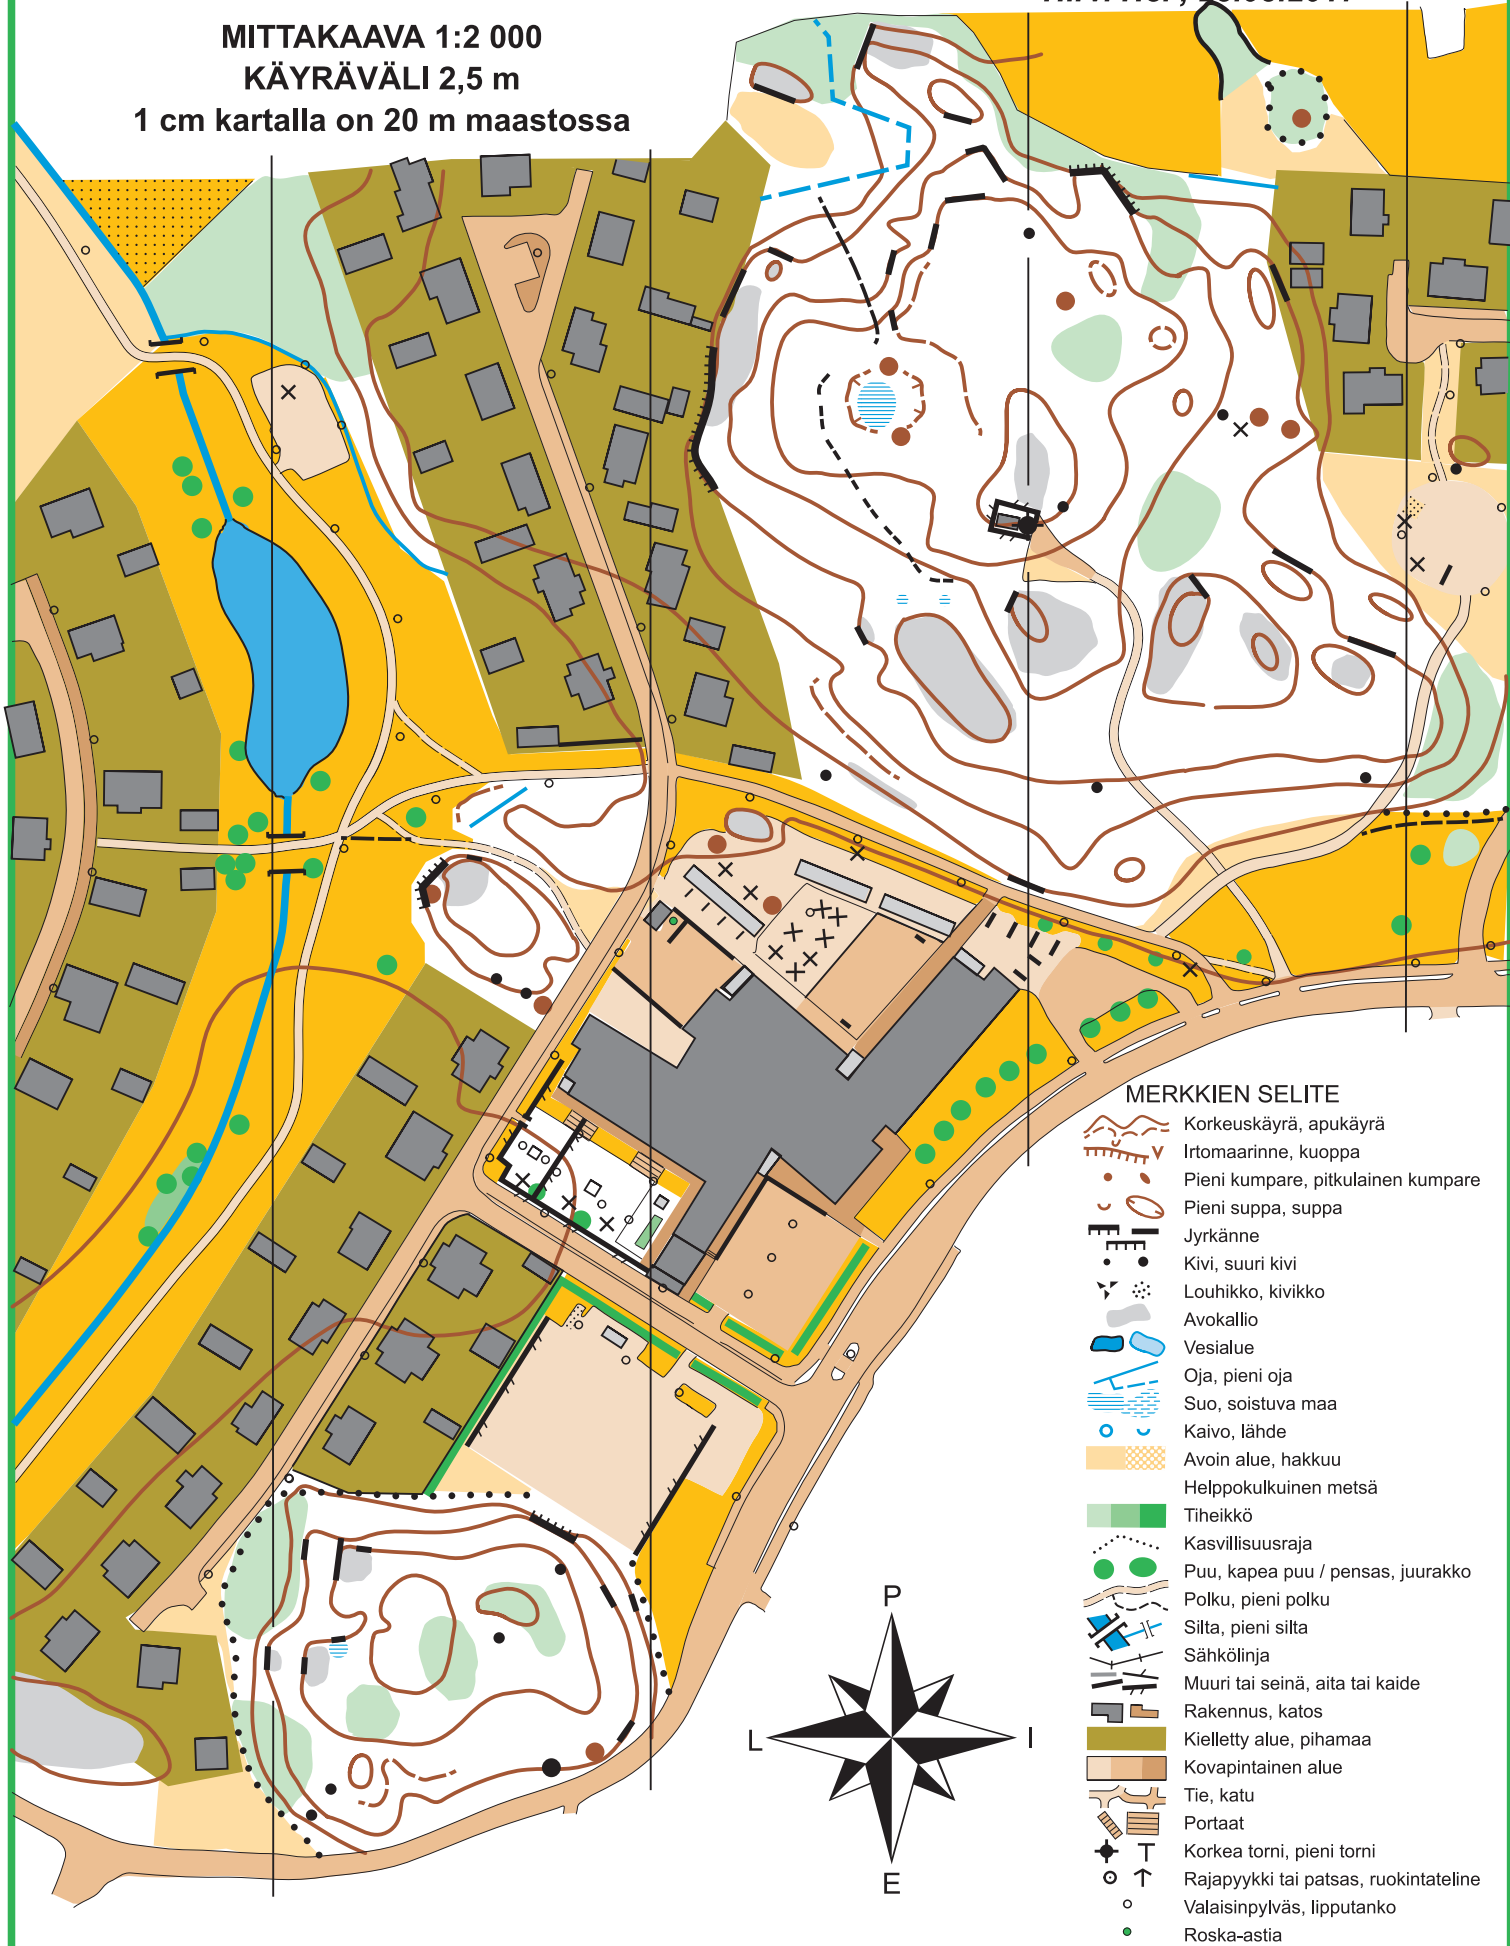 MITTAKAAVA 1:2 000
KÄYRÄVÄLI 2,5 m
1 cm kartalla on 20 m maastossa
MERKKIEN SELITE
Korkeuskäyrä, apukäyrä
Irtomaarinne, kuoppa
Pieni kumpare, pitkulainen kumpare
Pieni suppa, suppa
Jyrkänne
Kivi, suuri kivi
Louhikko, kivikko
Avokallio
Vesialue
Oja, pieni oja
Suo, soistuva maa
Kaivo, lähde
Avoin alue, hakkuu
Helppokulkuinen metsä
Tiheikkö
Kasvillisuusraja
Puu, kapea puu / pensas, juurakko
Polku, pieni polku
Silta, pieni silta
Sähkölinja
Muuri tai seinä, aita tai kaide
Rakennus, katos
Kielletty alue, pihamaa
Kovapintainen alue
Tie, katu
Portaat
Korkea torni, pieni torni
Rajapyykki tai patsas, ruokintateline
Valaisinpylväs, lipputanko
Roska-astia
P
L
I
E